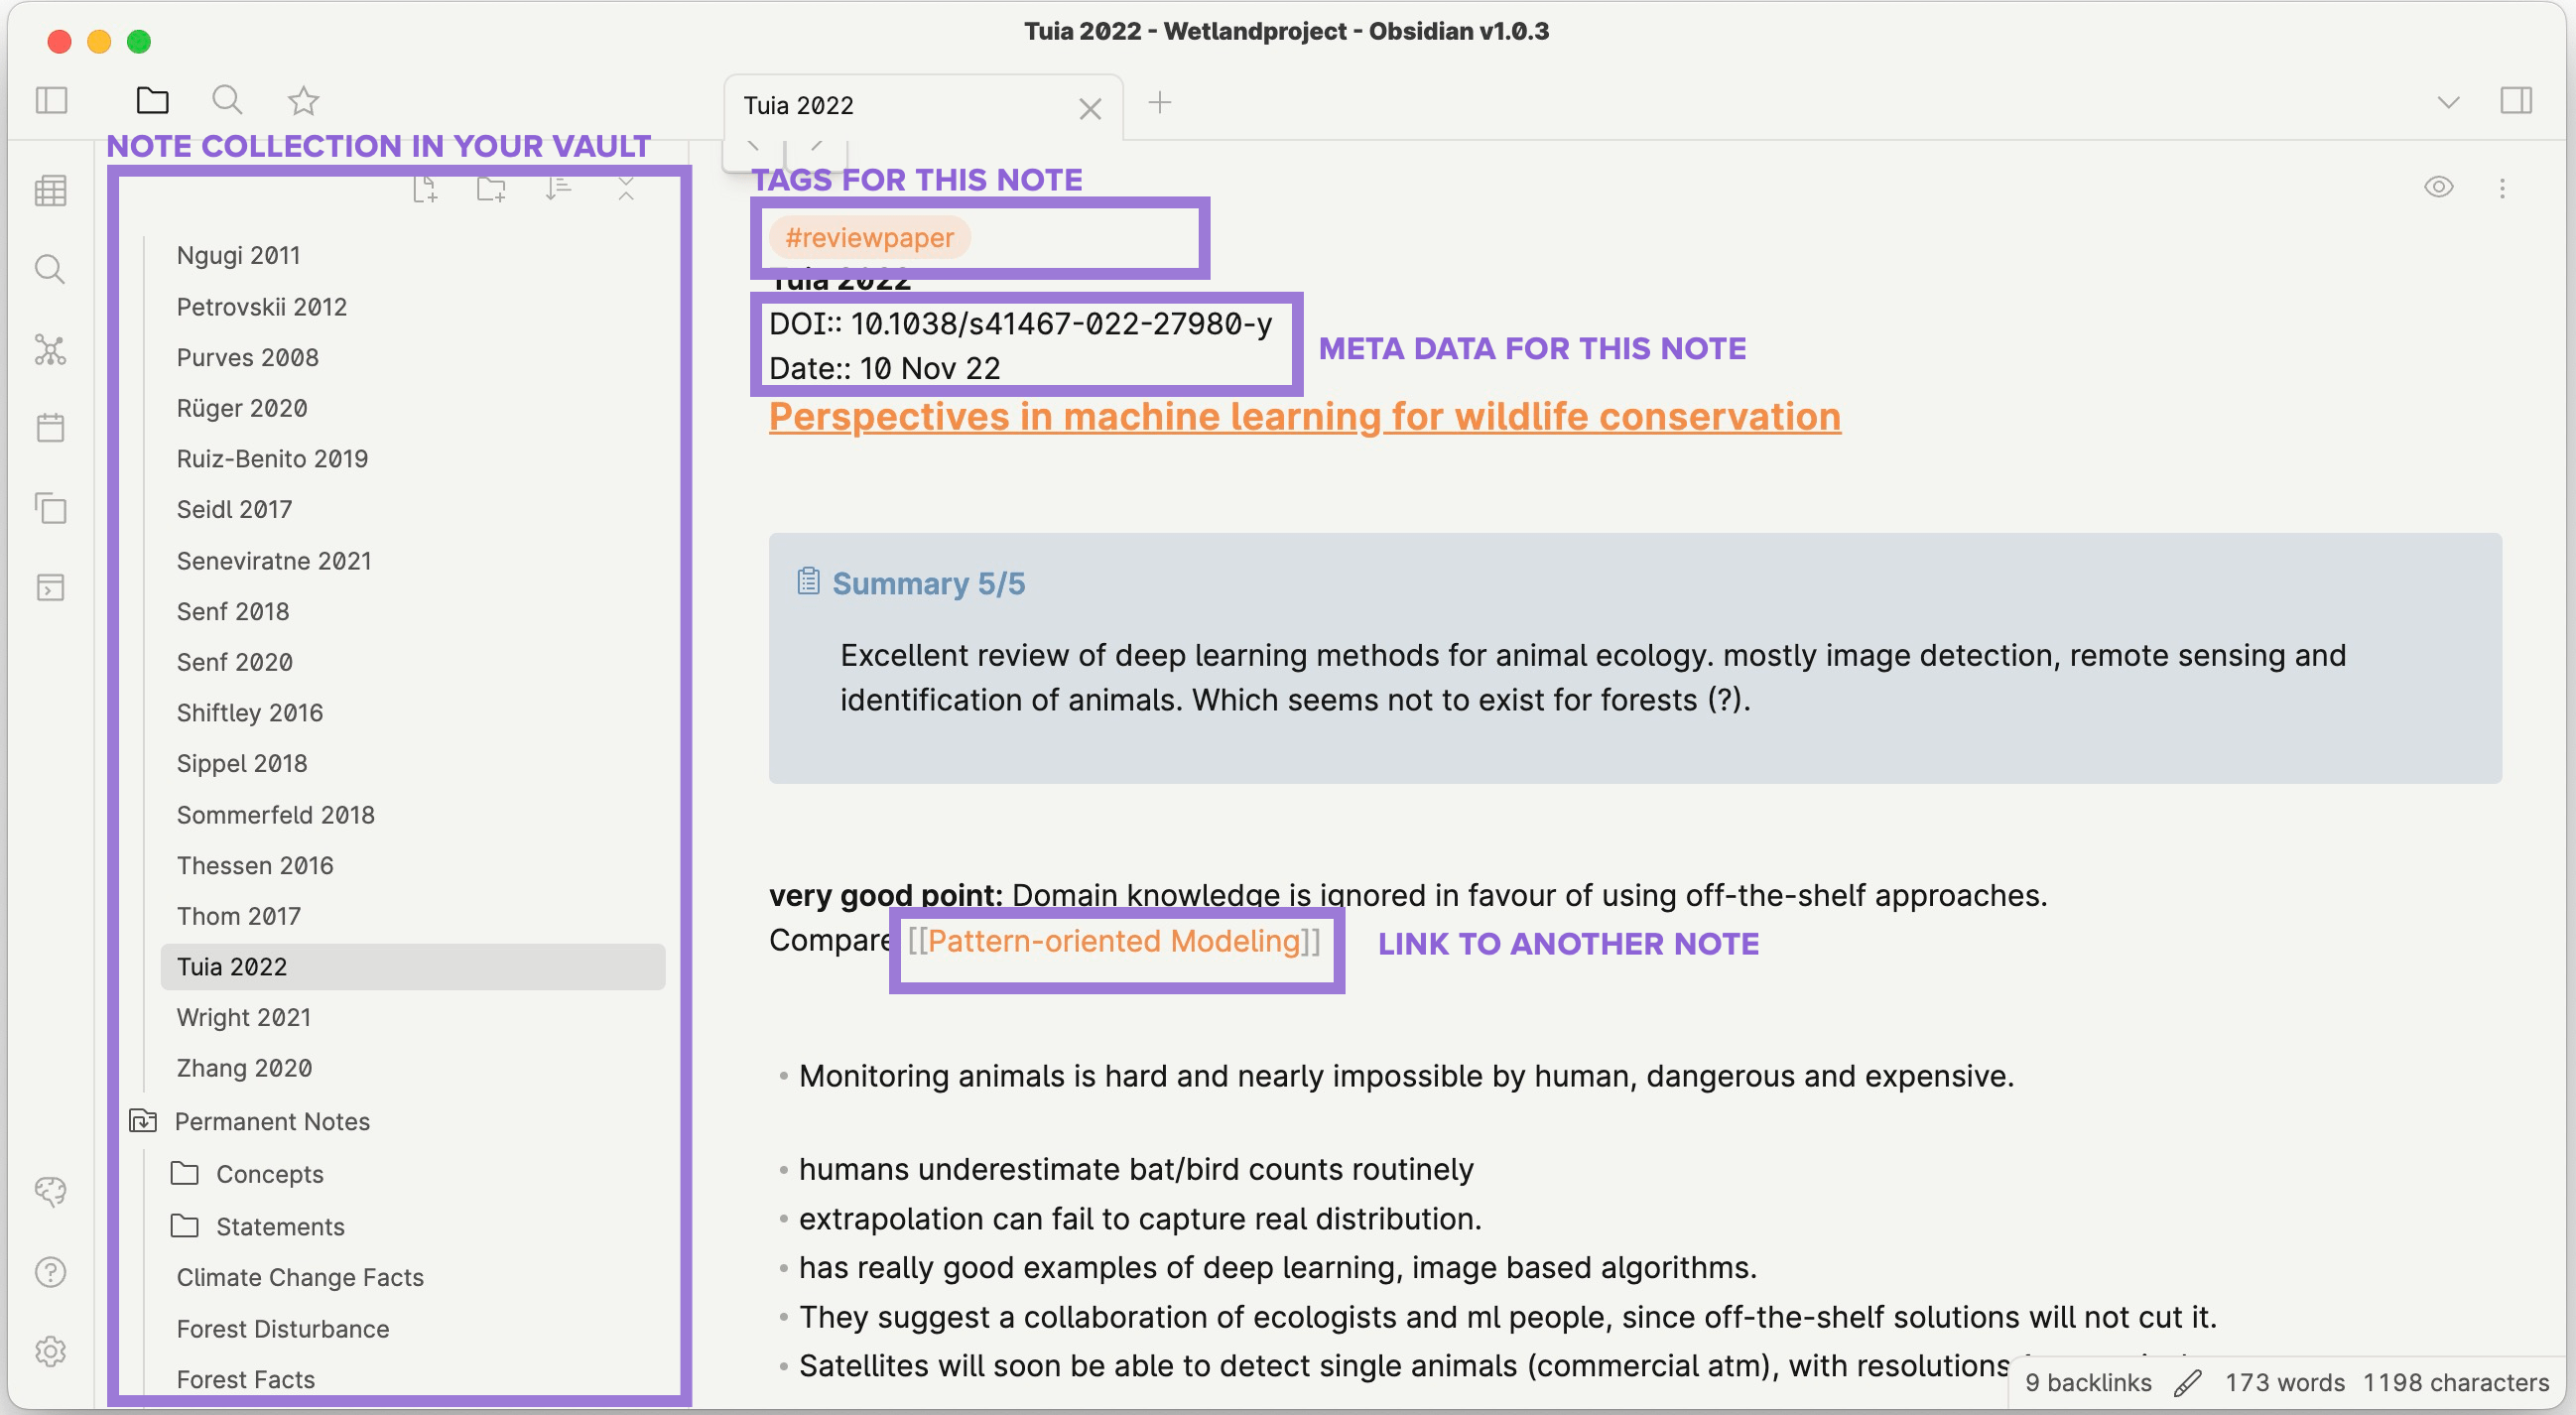 Tuia 2022 - Wetlandproject - Obsidian v1.0.3
Tuia 2022
NOTE COLLECTION IN YOUR VAULT
Ngugi 2011
Petrovskii 2012
Purves 2008
Rüger 2020
Ruiz-Benito 2019
Seidl 2017
Seneviratne 2021
Senf 2018
Senf 2020
Shiftley 2016
Sippel 2018
Sommerfeld 2018
Thessen 2016
Thom 2017
Tuia 2022
Wright 2021
Zhang 2020
Permanent Notes
Concepts
Statements
Climate Change Facts
Forest Disturbance
Forest Facts
TAGS FOR THIS NOTE
#reviewpaper
Tuia 2022
DOI:: 10.1038/s41467-022-27980-y
Date:: 10 Nov 22
META DATA FOR THIS NOTE
Perspectives in machine learning for wildlife conservation
Summary 5/5
Excellent review of deep learning methods for animal ecology. mostly image detection, remote sensing and
identification of animals. Which seems not to exist for forests (?).
very good point: Domain knowledge is ignored in favour of using off-the-shelf approaches.
Compare [[Pattern-oriented Modeling]]
LINK TO ANOTHER NOTE
• Monitoring animals is hard and nearly impossible by human, dangerous and expensive.
• humans underestimate bat/bird counts routinely
• extrapolation can fail to capture real distribution.
• has really good examples of deep learning, image based algorithms.
• They suggest a collaboration of ecologists and ml people, since off-the-shelf solutions will not cut it.
• Satellites will soon be able to detect single animals (commercial atm), with resolutions
9 backlinks 173 words 1198 characters